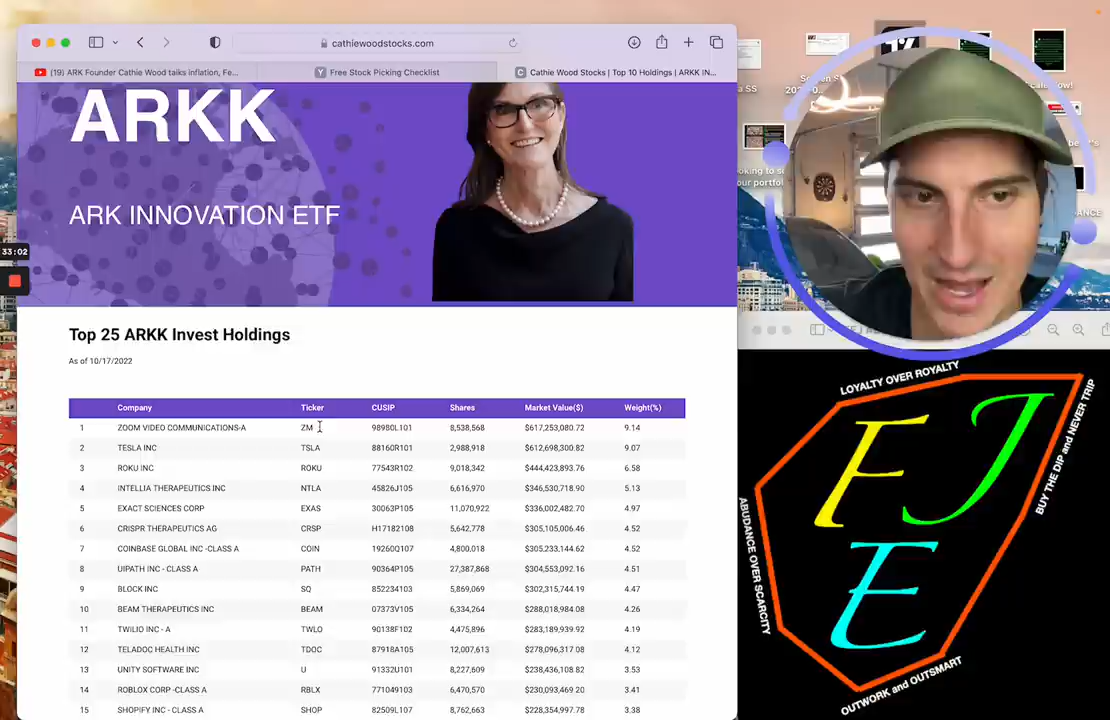 cathiewoodstocks.com
(19) ARK Founder Cathie Wood talks inflation, Fe...
Free Stock Picking Checklist
Cathie Wood Stocks | Top 10 Holdings | ARK IN...
ARKK
ARK INNOVATION ETF
33:02
Top 25 ARKK Invest Holdings
As of 10/17/2022
Company Ticker CUSIP Shares Market Value($) Weight(%)
1 ZOOM VIDEO COMMUNICATIONS-A ZM 98980L101 8,538,568 $617,253,080.72 9.14
2 TESLA INC TSLA 88160R101 2,988,918 $612,698,300.82 9.07
3 ROKU INC ROKU 77543R102 9,018,342 $444,423,893.76 6.58
4 INTELLIA THERAPEUTICS INC NTLA 45826J105 6,616,970 $346,530,718.90 5.13
5 EXACT SCIENCES CORP EXAS 30063P105 11,070,922 $336,002,482.70 4.97
6 CRISPR THERAPEUTICS AG CRSP H17182108 5,642,778 $305,105,006.46 4.52
7 COINBASE GLOBAL INC -CLASS A COIN 19260Q107 4,800,018 $305,233,144.62 4.52
8 UIPATH INC - CLASS A PATH 90364P105 27,387,868 $304,553,092.16 4.51
9 BLOCK INC SQ 852234103 5,869,069 $302,315,744.19 4.47
10 BEAM THERAPEUTICS INC BEAM 07373V105 6,334,264 $288,018,984.08 4.26
11 TWILIO INC - A TWLO 90138F102 4,475,896 $283,189,939.92 4.19
12 TELADOC HEALTH INC TDOC 87918A105 12,007,613 $278,096,317.08 4.12
13 UNITY SOFTWARE INC U 91332U101 8,227,609 $238,436,108.82 3.53
14 ROBLOX CORP -CLASS A RBLX 771049103 6,470,570 $230,093,469.20 3.41
15 SHOPIFY INC - CLASS A SHOP 82509L107 8,762,663 $228,354,997.78 3.38
LOYALTY OVER ROYALTY
BUY THE DIP and NEVER TRIP
ABUDANCE OVER SCARCITY
F J
E
OUTWORK and OUTSMART